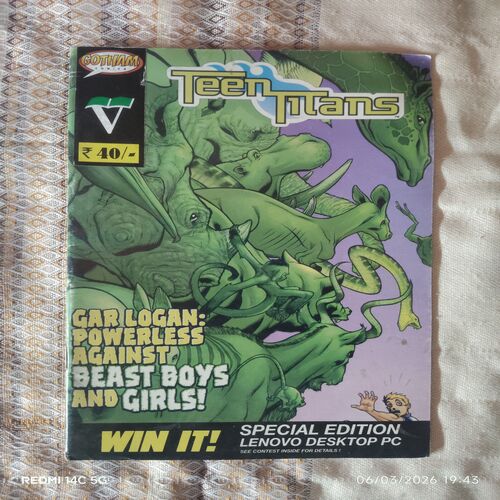 GOTHAM
COMICS
Teen Titans
V
₹ 40/-
GAR LOGAN:
POWERLESS
AGAINST
BEAST BOYS
AND GIRLS!
WIN IT!
SPECIAL EDITION
LENOVO DESKTOP PC
SEE CONTEST INSIDE FOR DETAILS !
REDMI 14C 5G
06/03/2026 19:43